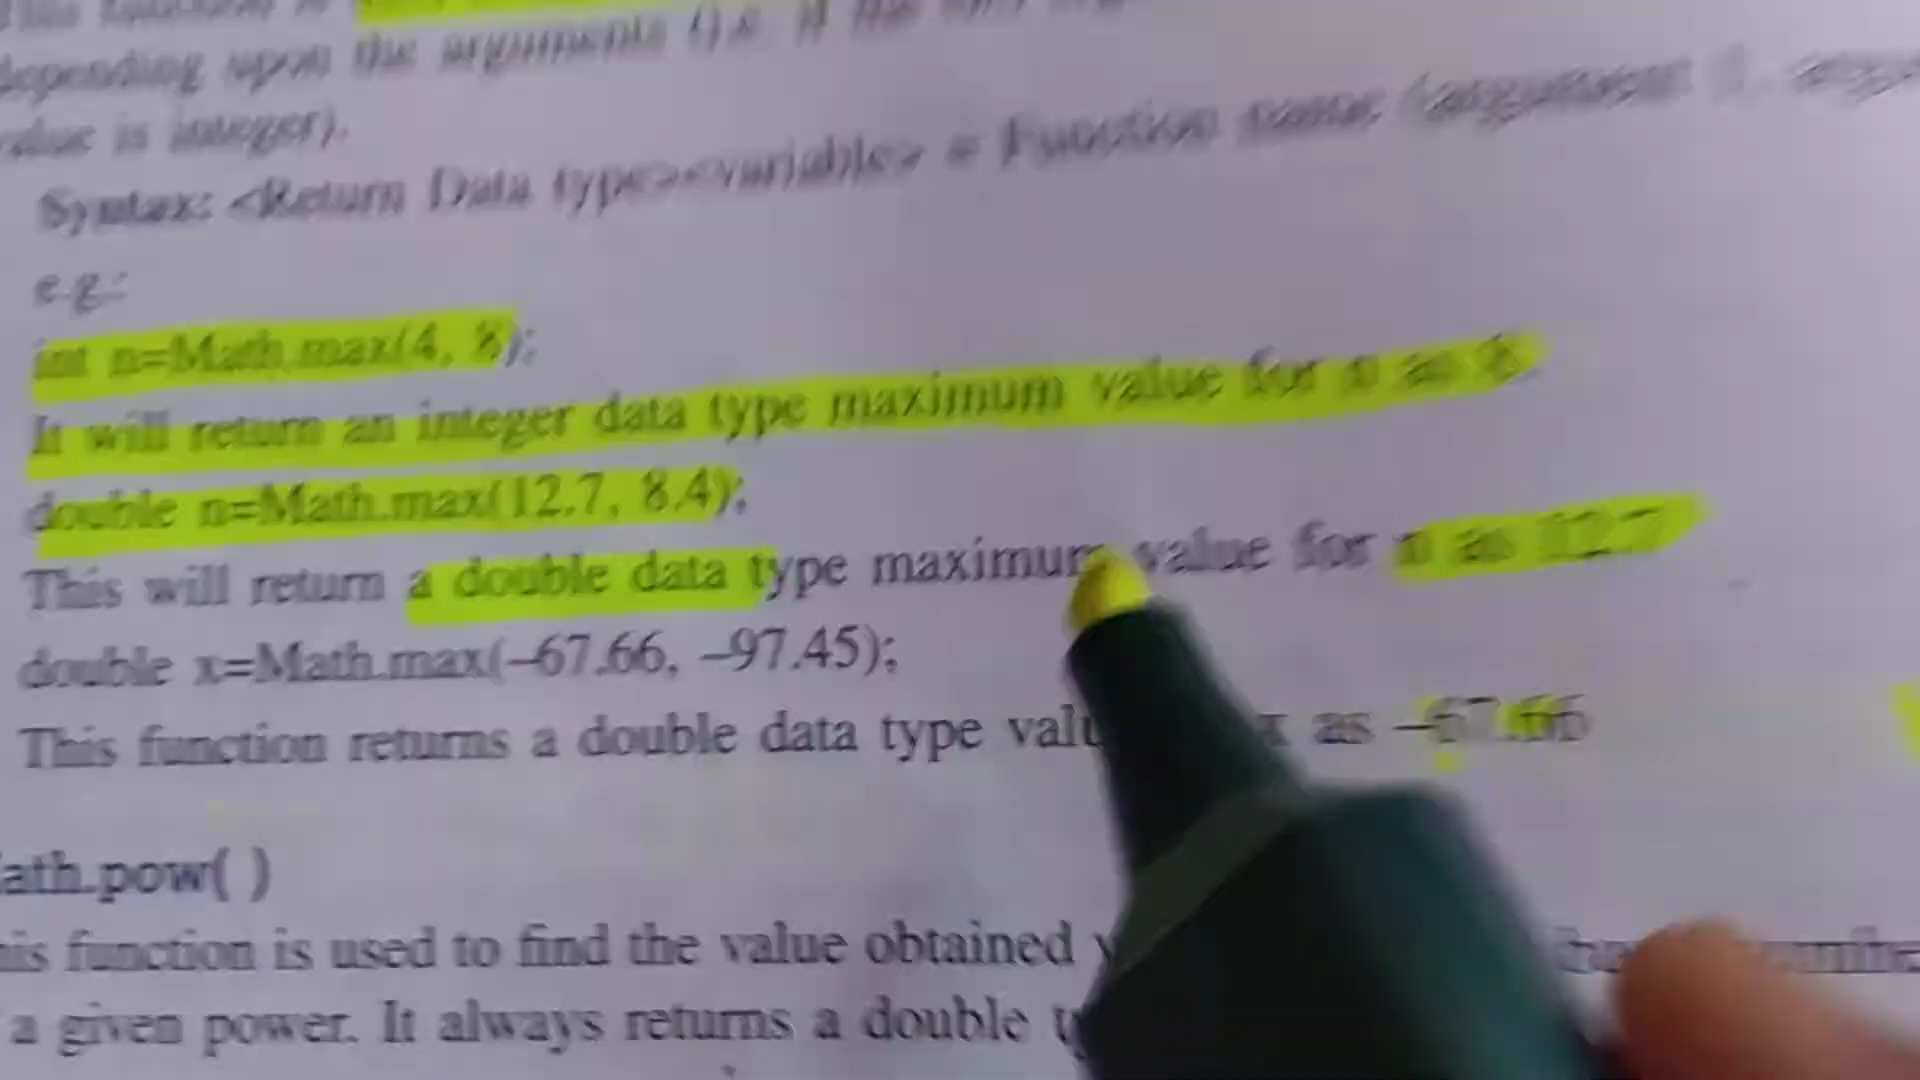 depending upon the arguments (i.e. if the
value is integer).
Syntax: <Return Data type><variable> = Function name (argument 1,
e.g.:
int n=Math.max(4, 8);
It will return an integer data type maximum value for n as 8.
double n=Math.max(12.7, 8.4);
This will return a double data type maximum value for n as 12.7
double x=Math.max(–67.66, –97.45);
This function returns a double data type x as –67.66
ath.pow( )
is function is used to find the value obtained
a given power. It always returns a double